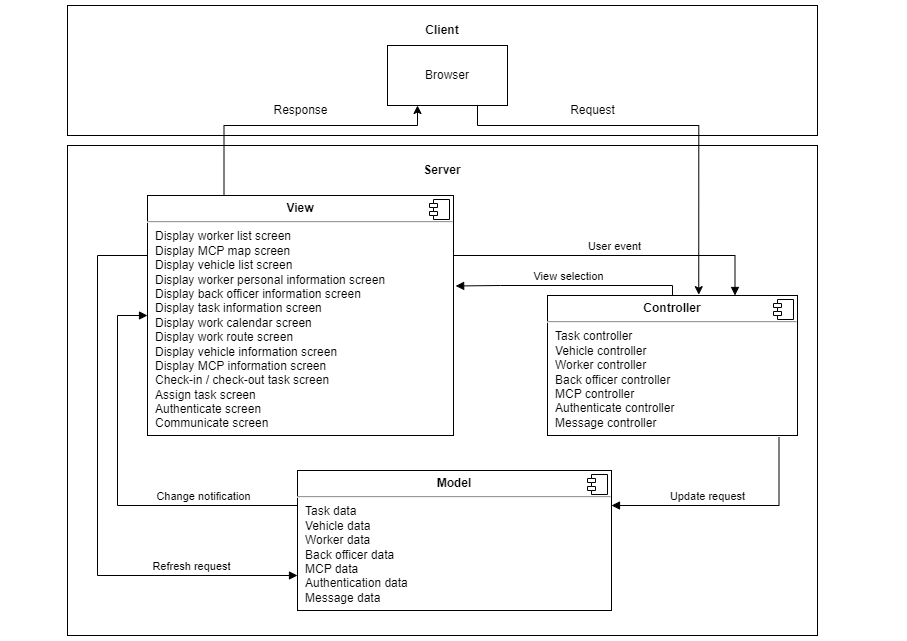 Client
Browser
Response
Request
Server
View
Display worker list screen
Display MCP map screen
Display vehicle list screen
Display worker personal information screen
Display back officer information screen
Display task information screen
Display work calendar screen
Display work route screen
Display vehicle information screen
Display MCP information screen
Check-in / check-out task screen
Assign task screen
Authenticate screen
Communicate screen
User event
View selection
Controller
Task controller
Vehicle controller
Worker controller
Back officer controller
MCP controller
Authenticate controller
Message controller
Change notification
Refresh request
Update request
Model
Task data
Vehicle data
Worker data
Back officer data
MCP data
Authentication data
Message data